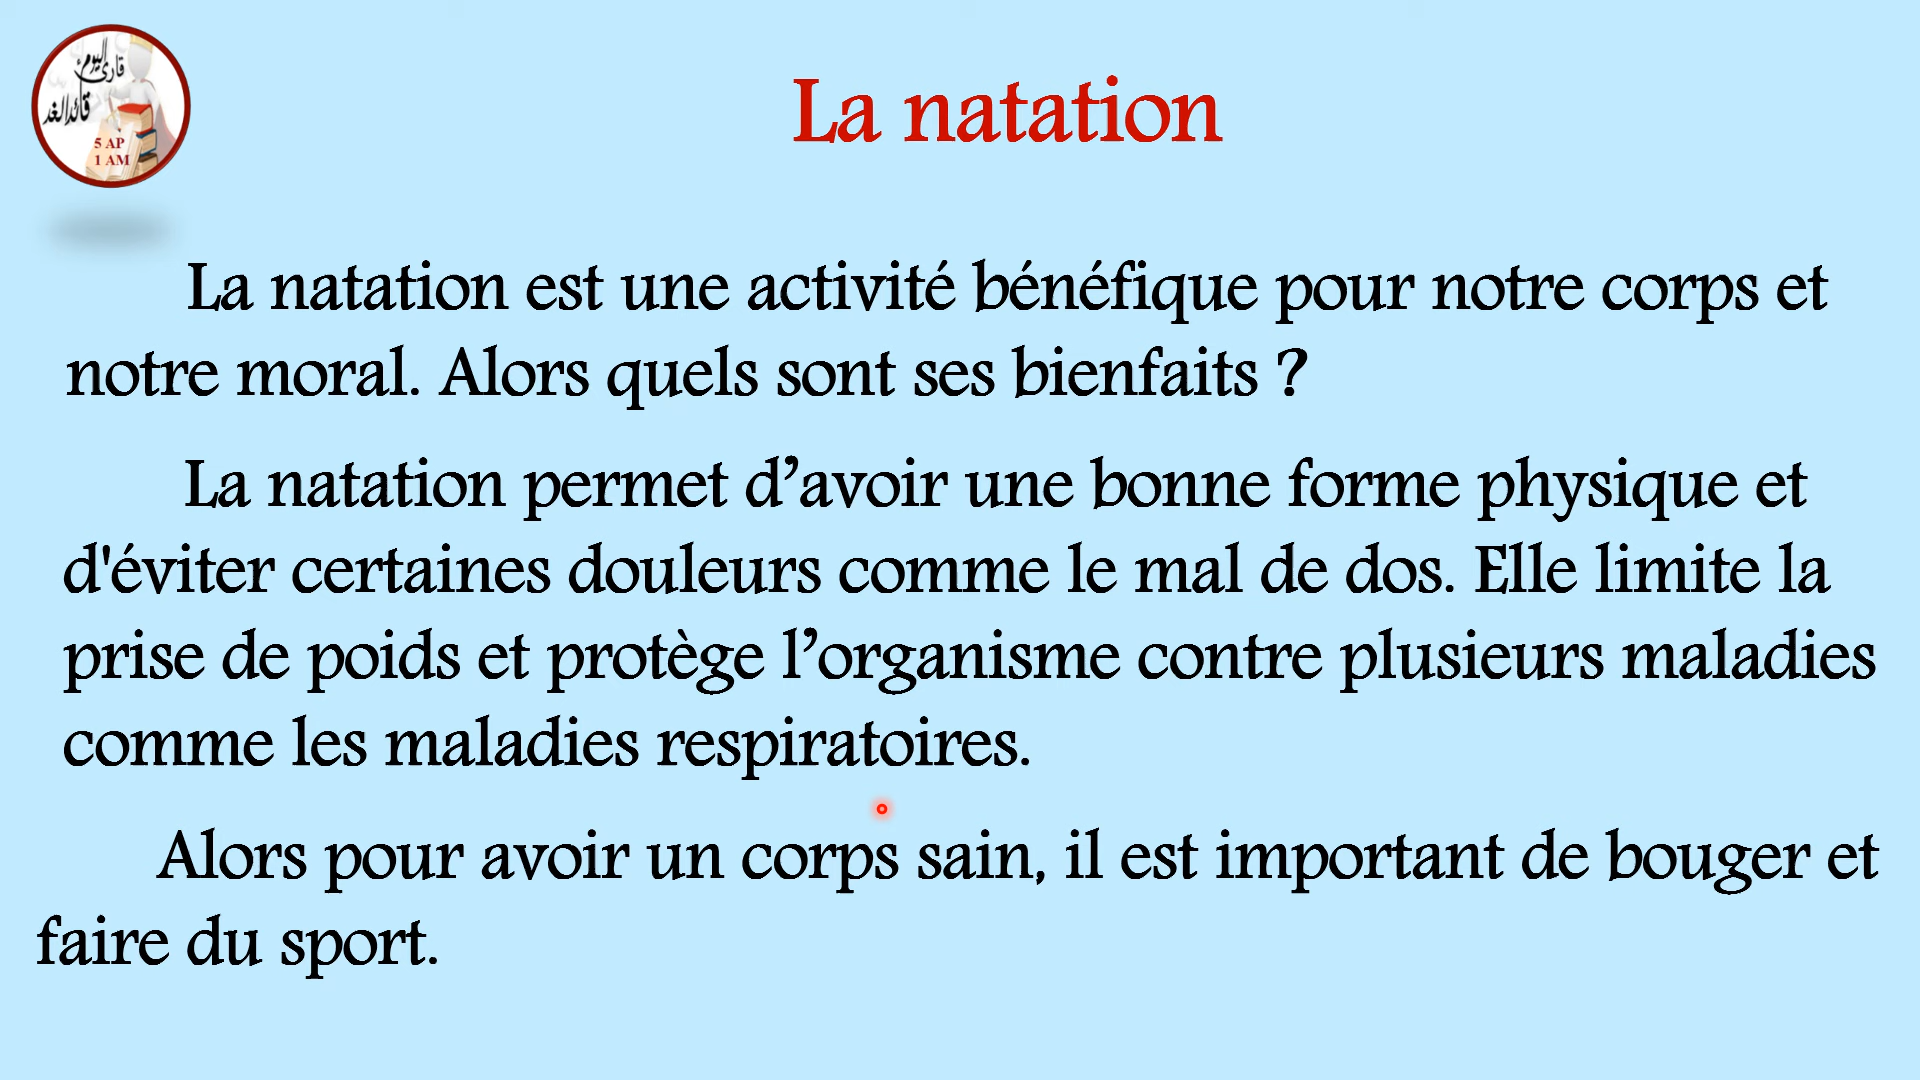 قارئ اليوم
قائد الغد
5 AP
1 AM
La natation
La natation est une activité bénéfique pour notre corps et
notre moral. Alors quels sont ses bienfaits ?
La natation permet d’avoir une bonne forme physique et
d'éviter certaines douleurs comme le mal de dos. Elle limite la
prise de poids et protège l’organisme contre plusieurs maladies
comme les maladies respiratoires.
Alors pour avoir un corps sain, il est important de bouger et
faire du sport.